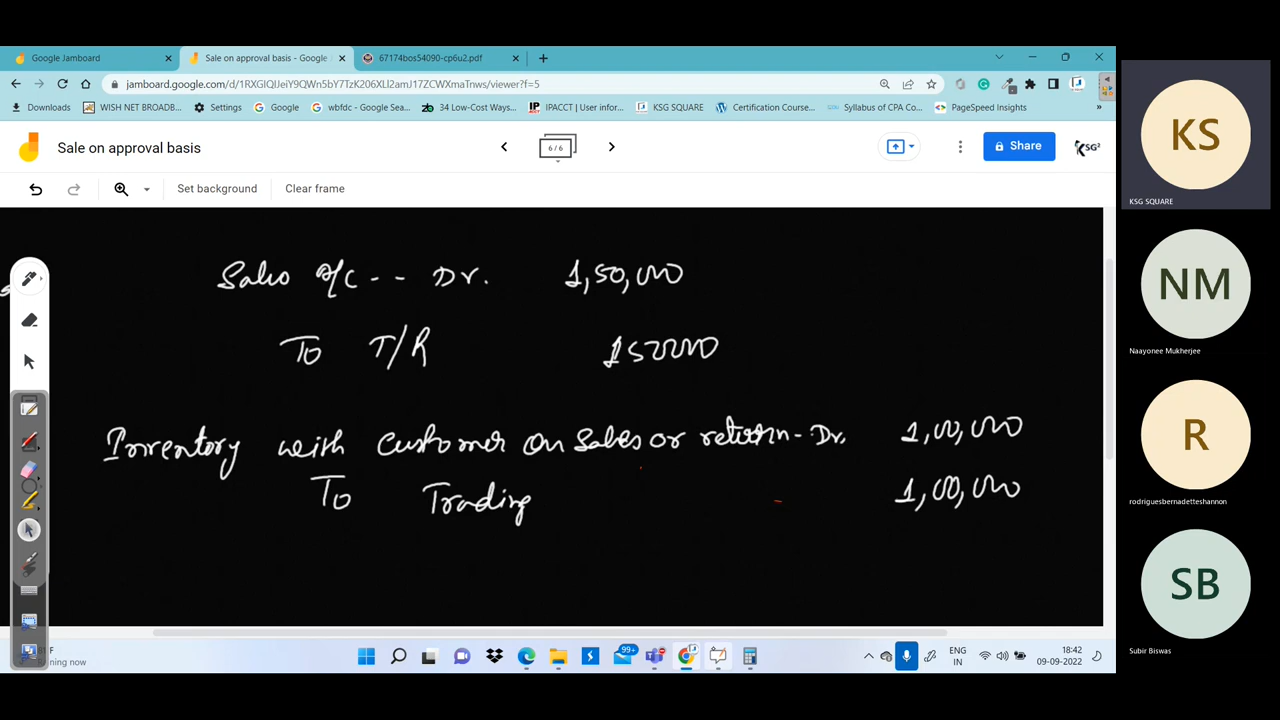 Google Jamboard
Sale on approval basis - Google
67174bos54090-cp6u2.pdf
jamboard.google.com/d/1RXGlQIJeiY9QWn5bY7TzK206XLl2amJ17ZCWXmaTnws/viewer?f=5
Downloads WISH NET BROADB... Settings Google wbfdc - Google Sea... 34 Low-Cost Ways... IPACCT | User infor... KSG SQUARE Certification Course... Syllabus of CPA Co... PageSpeed Insights »
Sale on approval basis
6/6
Share
KSG²
Set background
Clear frame
Sales A/C -- Dr. 1,50,000
To T/R 150000
Inventory with customer on Sales or return - Dr. 1,00,000
To Trading 1,00,000
KS
KSG SQUARE
NM
Naayonee Mukherjee
R
rodriguesbernadetteshannon
SB
Subir Biswas
99+
ENG
IN
18:42
09-09-2022